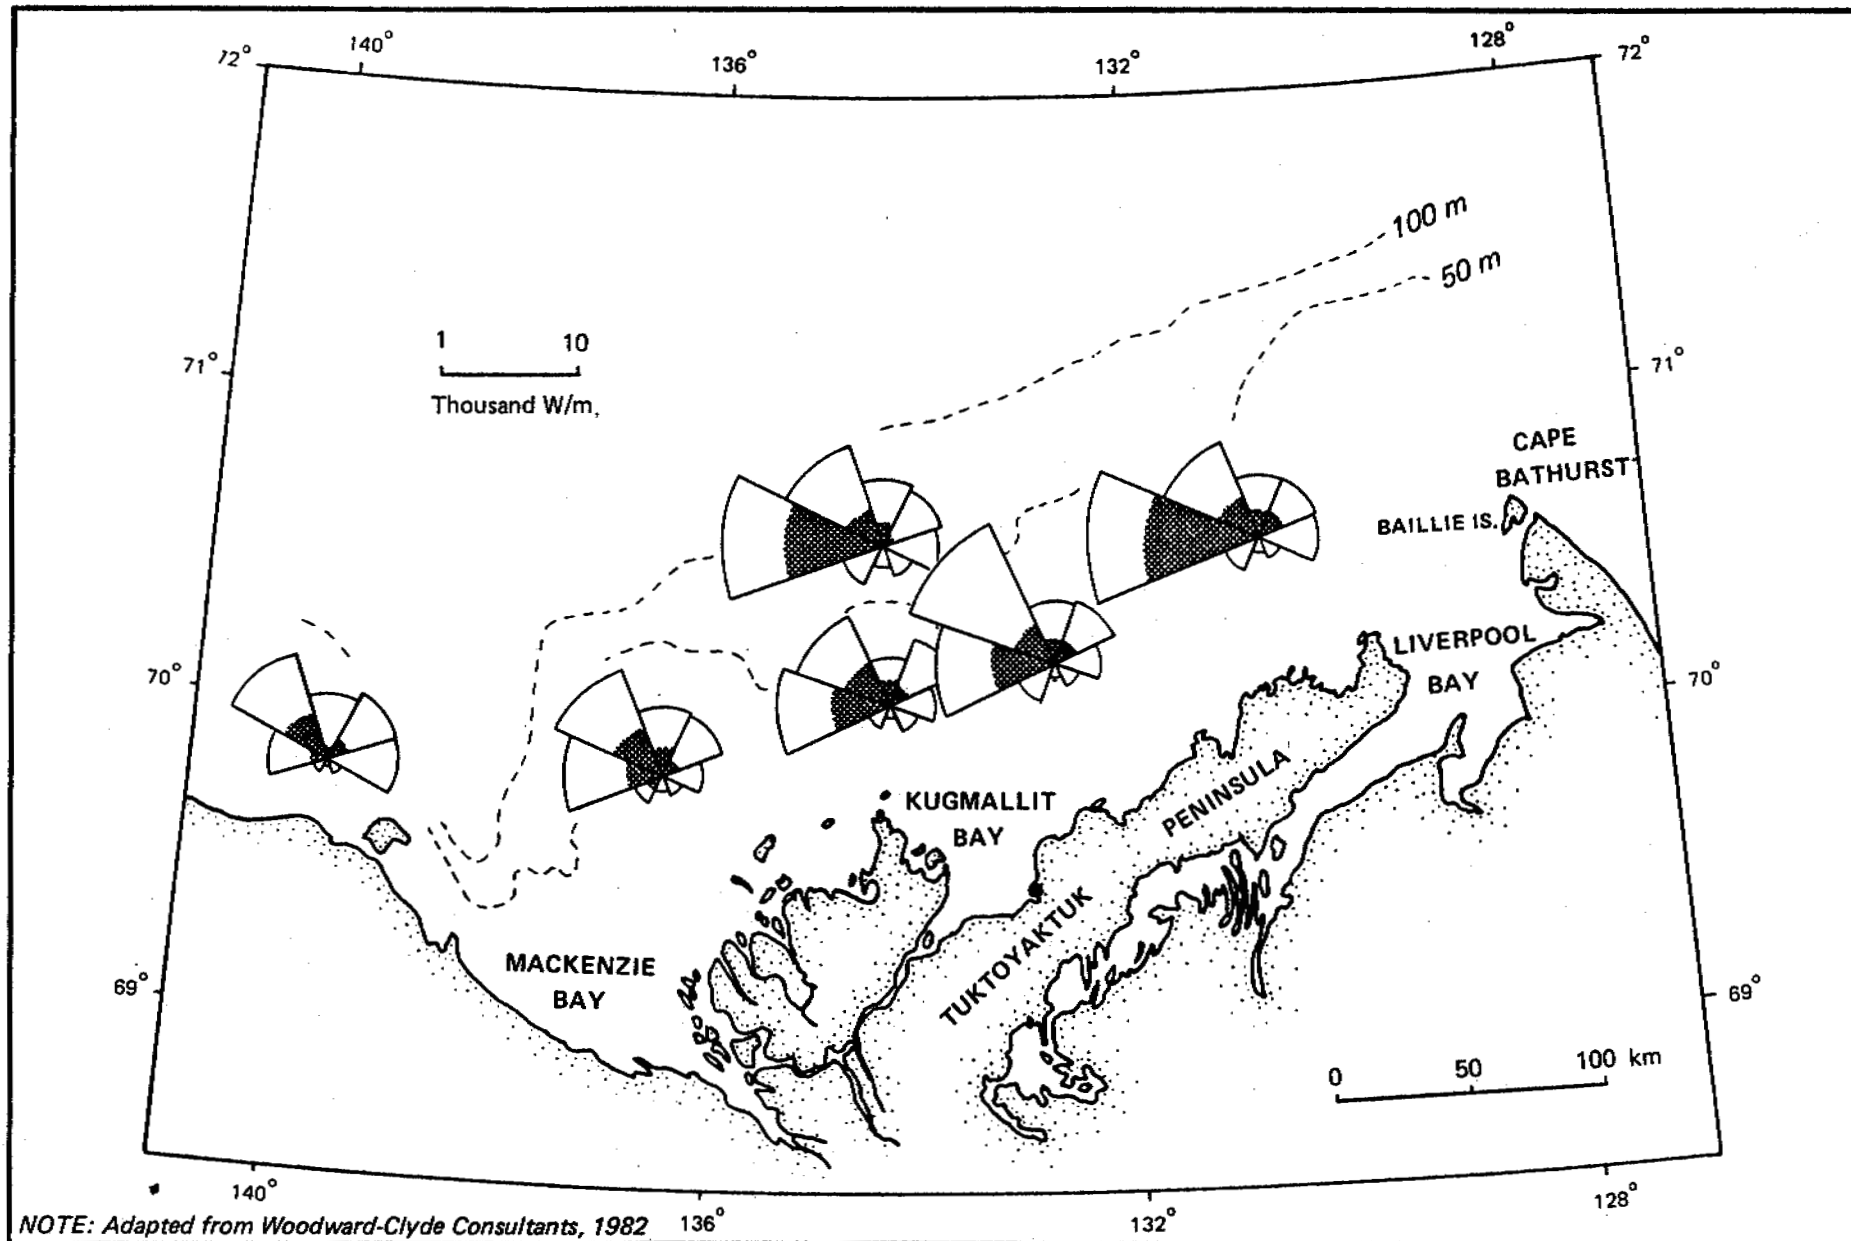 140°
136°
132°
128°
72°
72°
100 m
50 m
1 10
Thousand W/m,
71°
71°
CAPE
BATHURST
BAILLIE IS.
LIVERPOOL
BAY
70°
70°
KUGMALLIT
BAY
PENINSULA
TUKTOYAKTUK
MACKENZIE
BAY
69°
69°
0 50 100 km
140°
136°
132°
128°
NOTE: Adapted from Woodward-Clyde Consultants, 1982